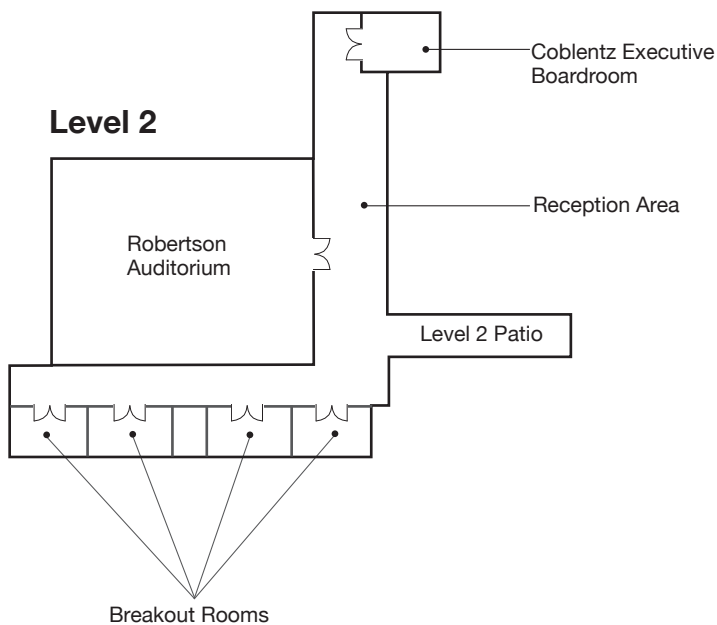 Coblentz Executive
Boardroom
Level 2
Reception Area
Robertson
Auditorium
Level 2 Patio
Breakout Rooms